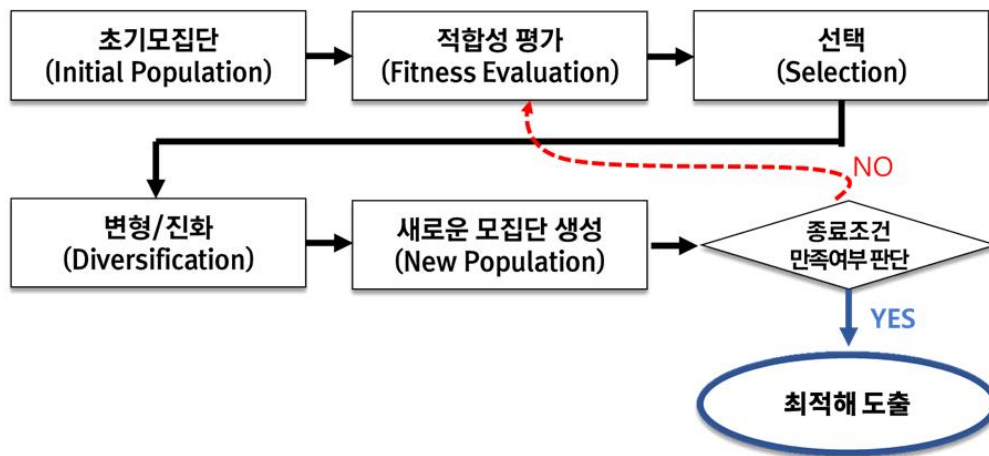 초기모집단
(Initial Population)
적합성 평가
(Fitness Evaluation)
선택
(Selection)
NO
변형/진화
(Diversification)
새로운 모집단 생성
(New Population)
종료조건
만족여부 판단
YES
최적해 도출